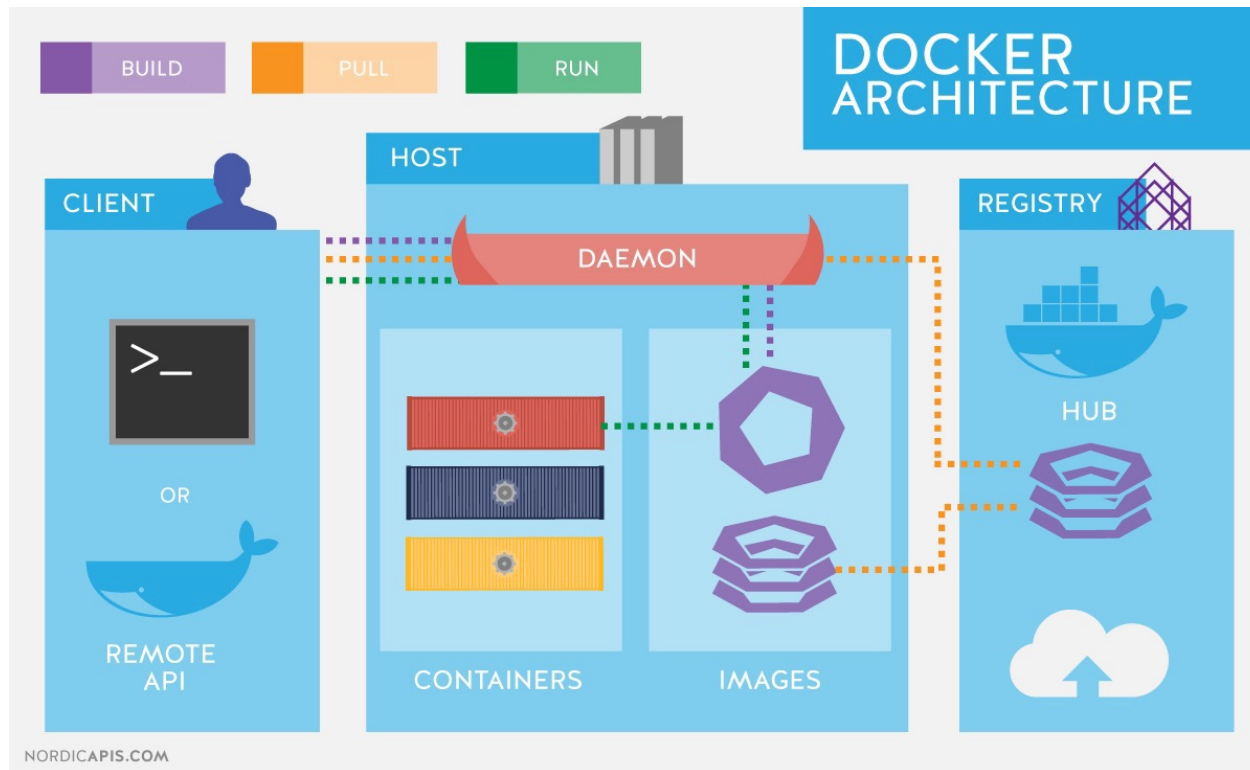 BUILD
PULL
RUN
DOCKER
ARCHITECTURE
HOST
CLIENT
REGISTRY
DAEMON
>_
HUB
OR
REMOTE
API
CONTAINERS
IMAGES
NORDICAPIS.COM